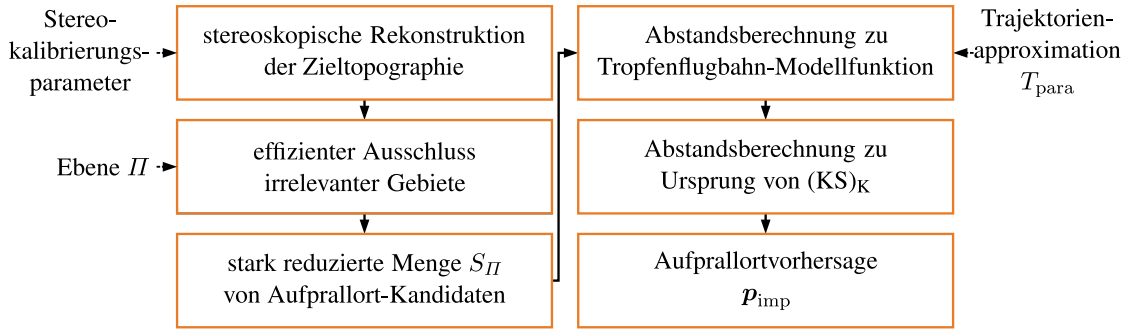 Stereo-
kalibrierungs-
parameter
stereoskopische Rekonstruktion
der Zieltopographie
Ebene Π
effizienter Ausschluss
irrelevanter Gebiete
stark reduzierte Menge S_Π
von Aufprallort-Kandidaten
Abstandsberechnung zu
Tropfenflugbahn-Modellfunktion
Trajektorien-
approximation
T_para
Abstandsberechnung zu
Ursprung von (KS)_K
Aufprallortvorhersage
p_imp